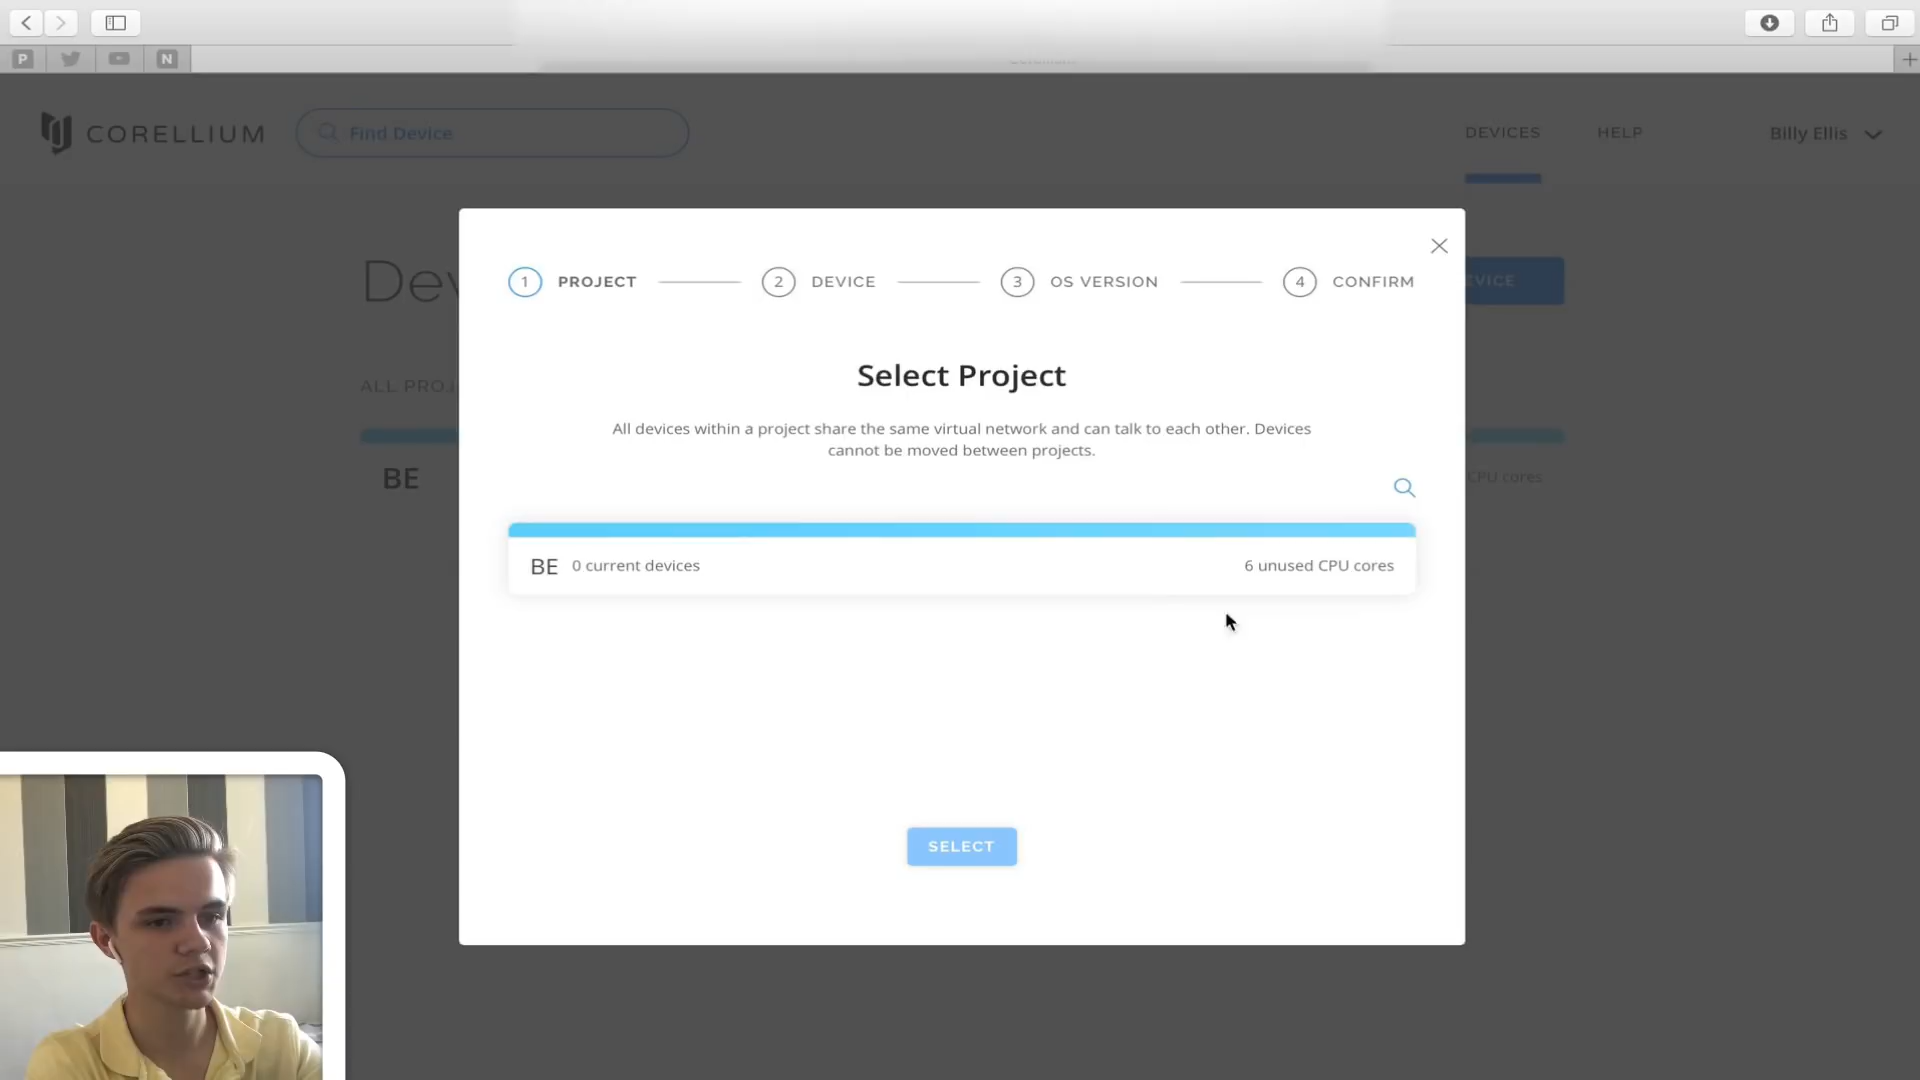 P
N
CORELLIUM
Find Device
DEVICES
HELP
Billy Ellis
1 PROJECT
2 DEVICE
3 OS VERSION
4 CONFIRM
Select Project
All devices within a project share the same virtual network and can talk to each other. Devices
cannot be moved between projects.
BE
CPU cores
BE 0 current devices
6 unused CPU cores
SELECT